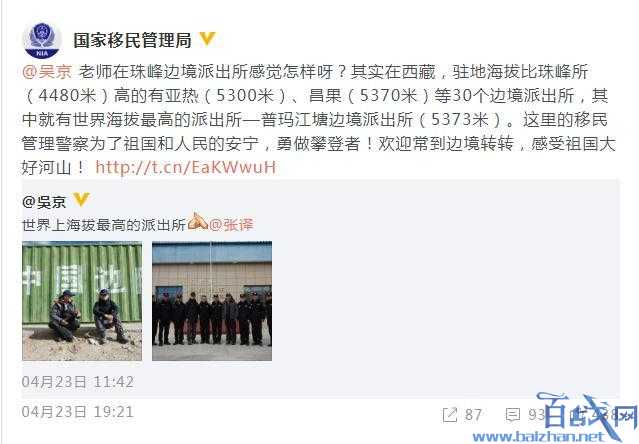 国家移民管理局
NIA
@吴京 老师在珠峰边境派出所感觉怎样呀？其实在西藏，驻地海拔比珠峰所
（4480米）高的有亚热（5300米）、昌果（5370米）等30个边境派出所，其
中就有世界海拔最高的派出所—普玛江塘边境派出所（5373米）。这里的移民
管理警察为了祖国和人民的安宁，勇做攀登者！欢迎常到边境转转，感受祖国大
好河山！ http://t.cn/EaKWwuH
@吳京
世界上海拔最高的派出所 @张译
中国边
04月23日 11:42
04月23日 19:21
87
93
百战网
www.baizhan.net